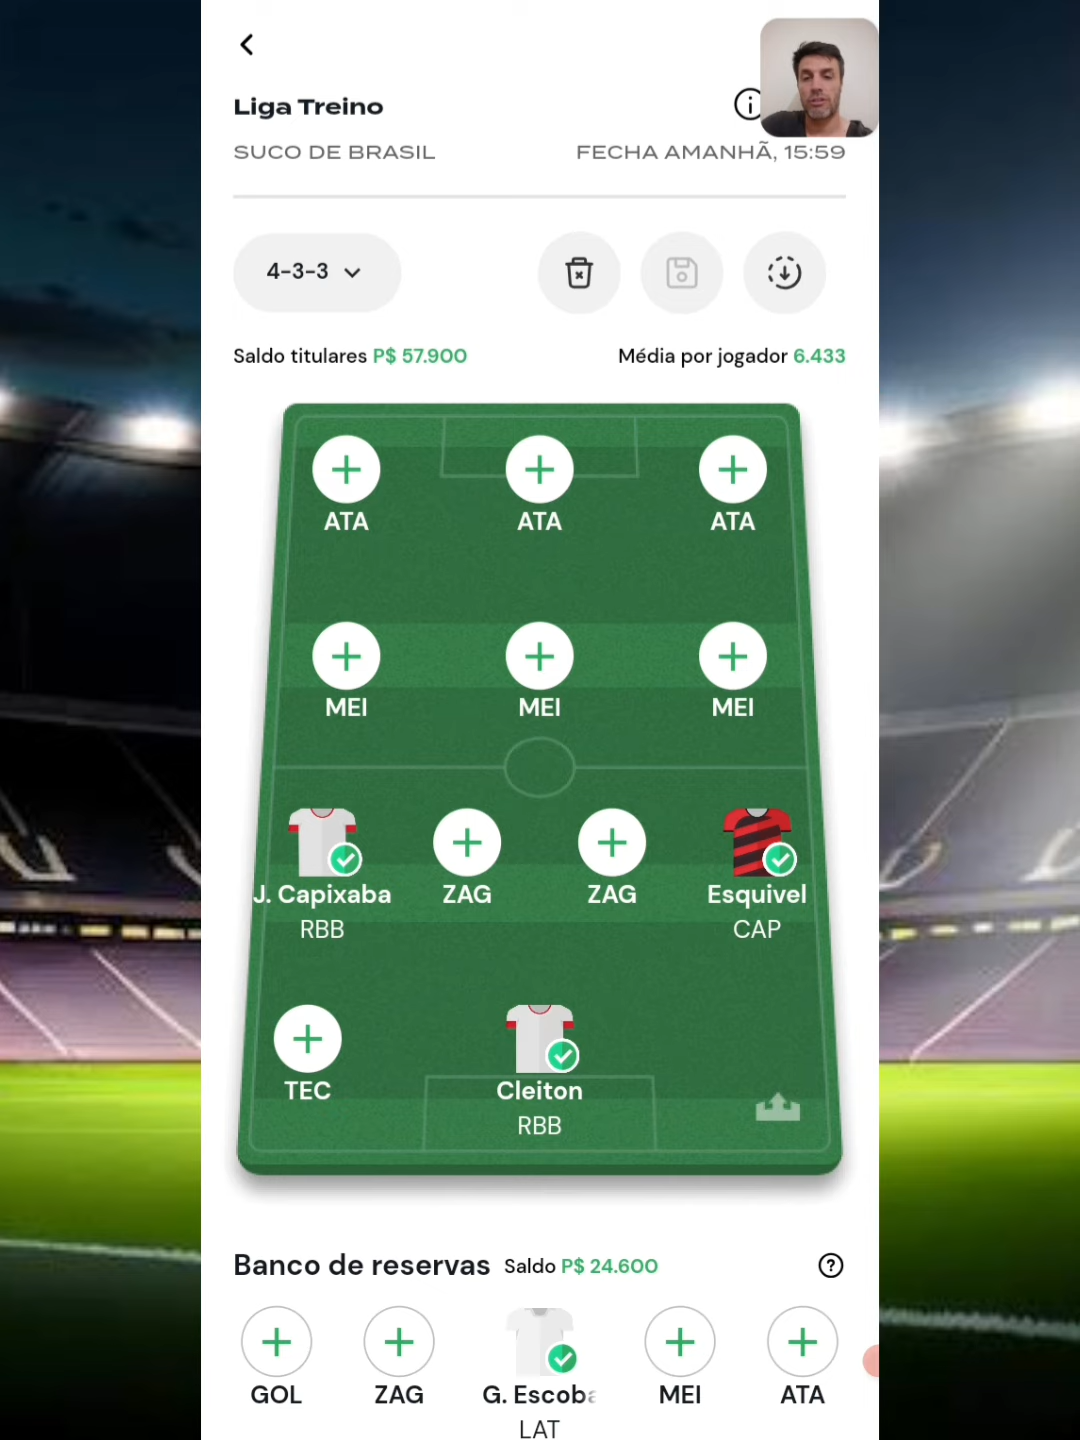 Liga Treino
SUCO DE BRASIL
FECHA AMANHÃ, 15:59
4-3-3
Saldo titulares P$ 57.900
Média por jogador 6.433
ATA ATA ATA
MEI MEI MEI
J. Capixaba ZAG ZAG Esquivel
RBB CAP
TEC Cleiton
RBB
Banco de reservas Saldo P$ 24.600
GOL ZAG G. Escoba MEI ATA
LAT